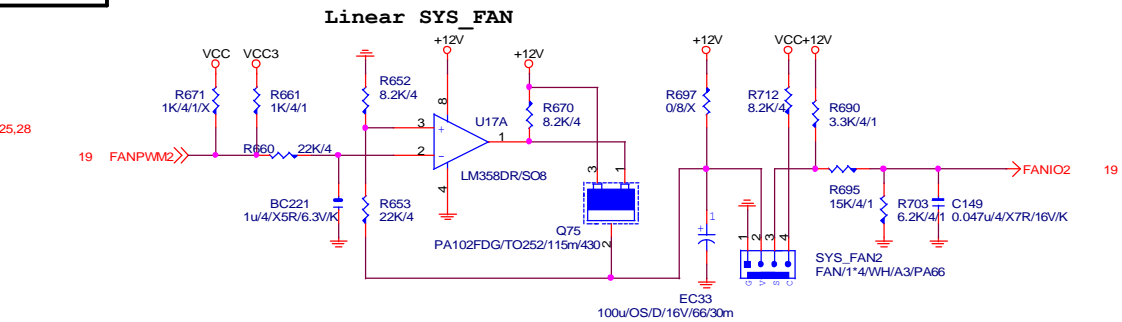 Linear SYS_FAN
+12V
+12V
+12V
VCC+12V
VCC
VCC3
R671
1K/4/1/X
R661
1K/4/1
R652
8.2K/4
8
3
+
U17A
1
2
−
LM358DR/SO8
4
R670
8.2K/4
R697
0/8/X
R712
8.2K/4
R690
3.3K/4/1
25,28
19
FANPWM2
R660
22K/4
BC221
1u/4/X5R/6.3V/K
R653
22K/4
3
1
Q75
2
PA102FDG/TO252/115m/430
1
+
EC33
100u/OS/D/16V/66/30m
1
2
3
4
G
V
S
C
SYS_FAN2
FAN/1*4/WH/A3/PA66
R695
15K/4/1
R703
6.2K/4/1
C149
0.047u/4/X7R/16V/K
FANIO2
19